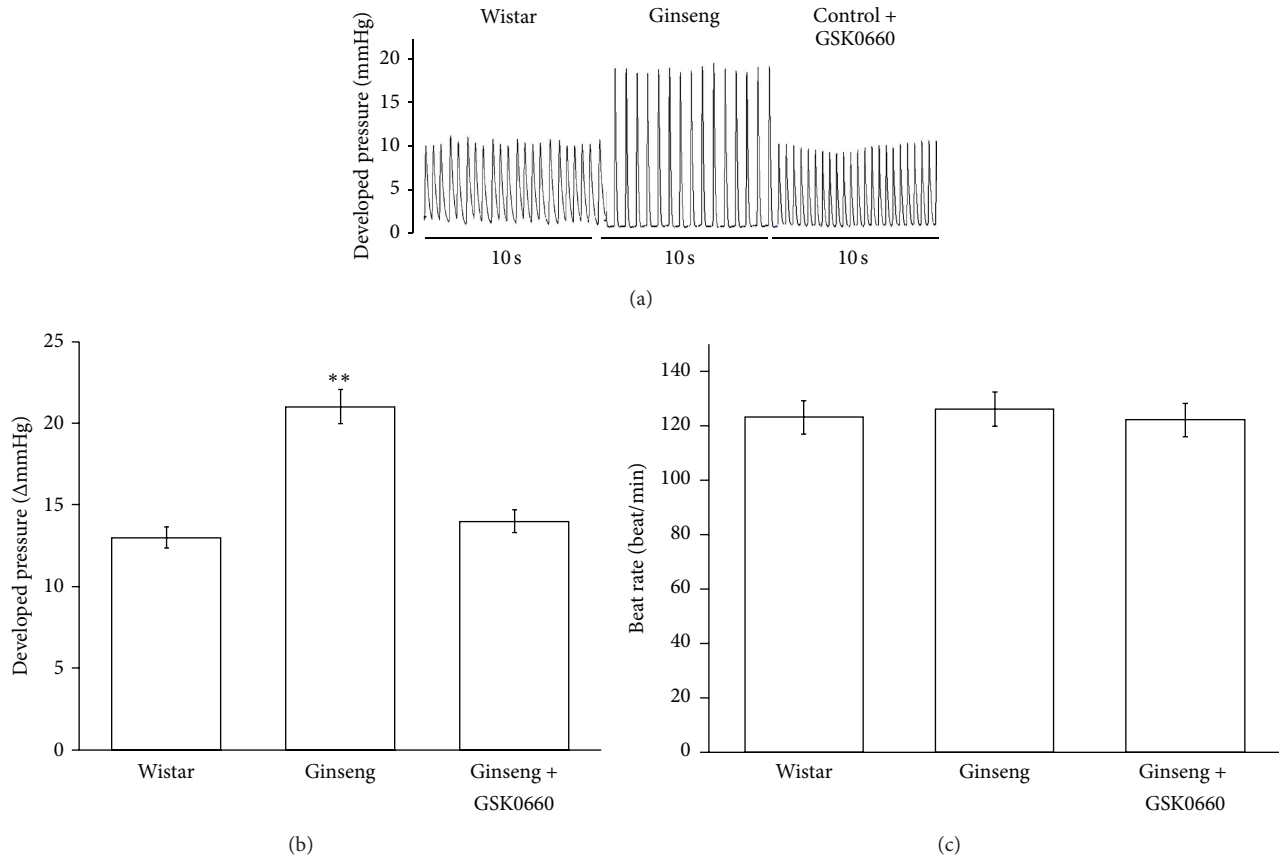 Wistar
Ginseng
Control +
GSK0660
Developed pressure (mmHg)
20
15
10
5
0
10 s
10 s
10 s
(a)
Developed pressure (ΔmmHg)
25
20
15
10
5
0
**
Wistar
Ginseng
Ginseng +
GSK0660
(b)
Beat rate (beat/min)
140
120
100
80
60
40
20
0
Wistar
Ginseng
Ginseng +
GSK0660
(c)